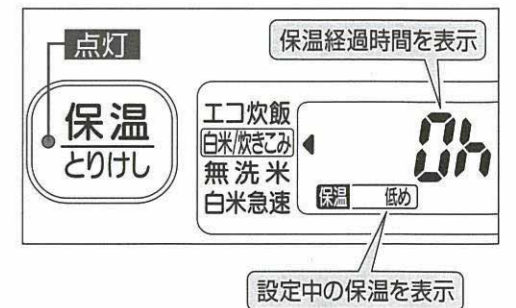 点灯
保温経過時間を表示
保温
とりけし
エコ炊飯
白米/炊きこみ
無洗米
白米急速
0h
保温 低め
設定中の保温を表示